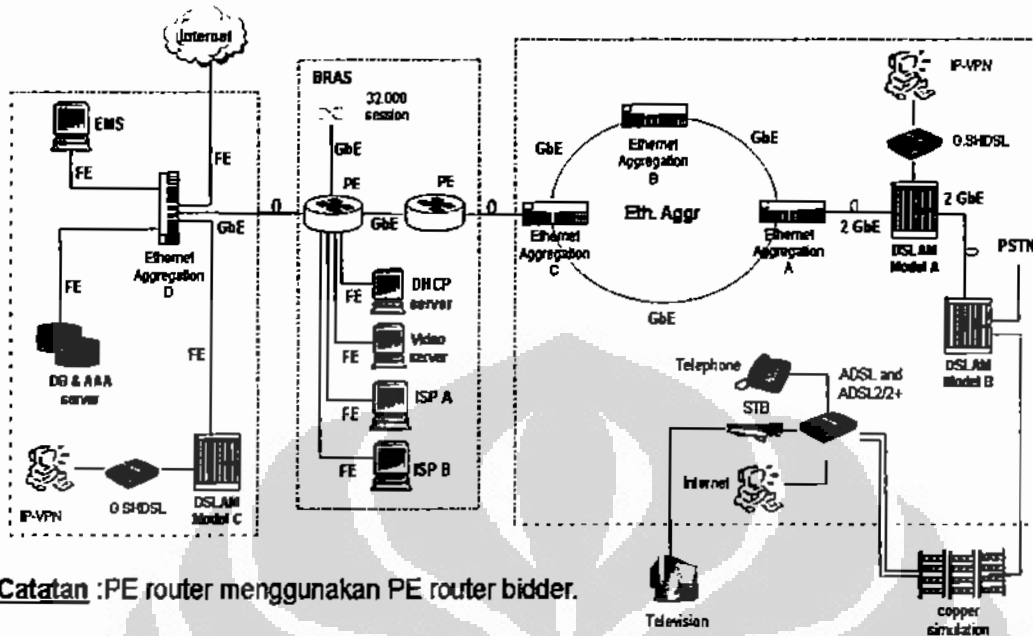 Internet
EMS
FE
FE
FE
GbE
Ethernet
Aggregation
D
FE
DB & AAA
server
FE
IP-VPN
G.SHDSL
DSLAM
Model C
BRAS
32.000
session
GbE
PE
GbE
PE
FE
DHCP
server
FE
Video
server
FE
ISP A
FE
ISP B
GbE
Ethernet
Aggregation
B
GbE
Eth. Aggr
Ethernet
Aggregation
C
Ethernet
Aggregation
A
GbE
2 GbE
IP-VPN
G.SHDSL
DSLAM
Model A
2 GbE
PSTN
DSLAM
Model B
Telephone
ADSL and
ADSL2/2+
STB
Internet
Television
copper
simulation
Catatan :PE router menggunakan PE router bidder.